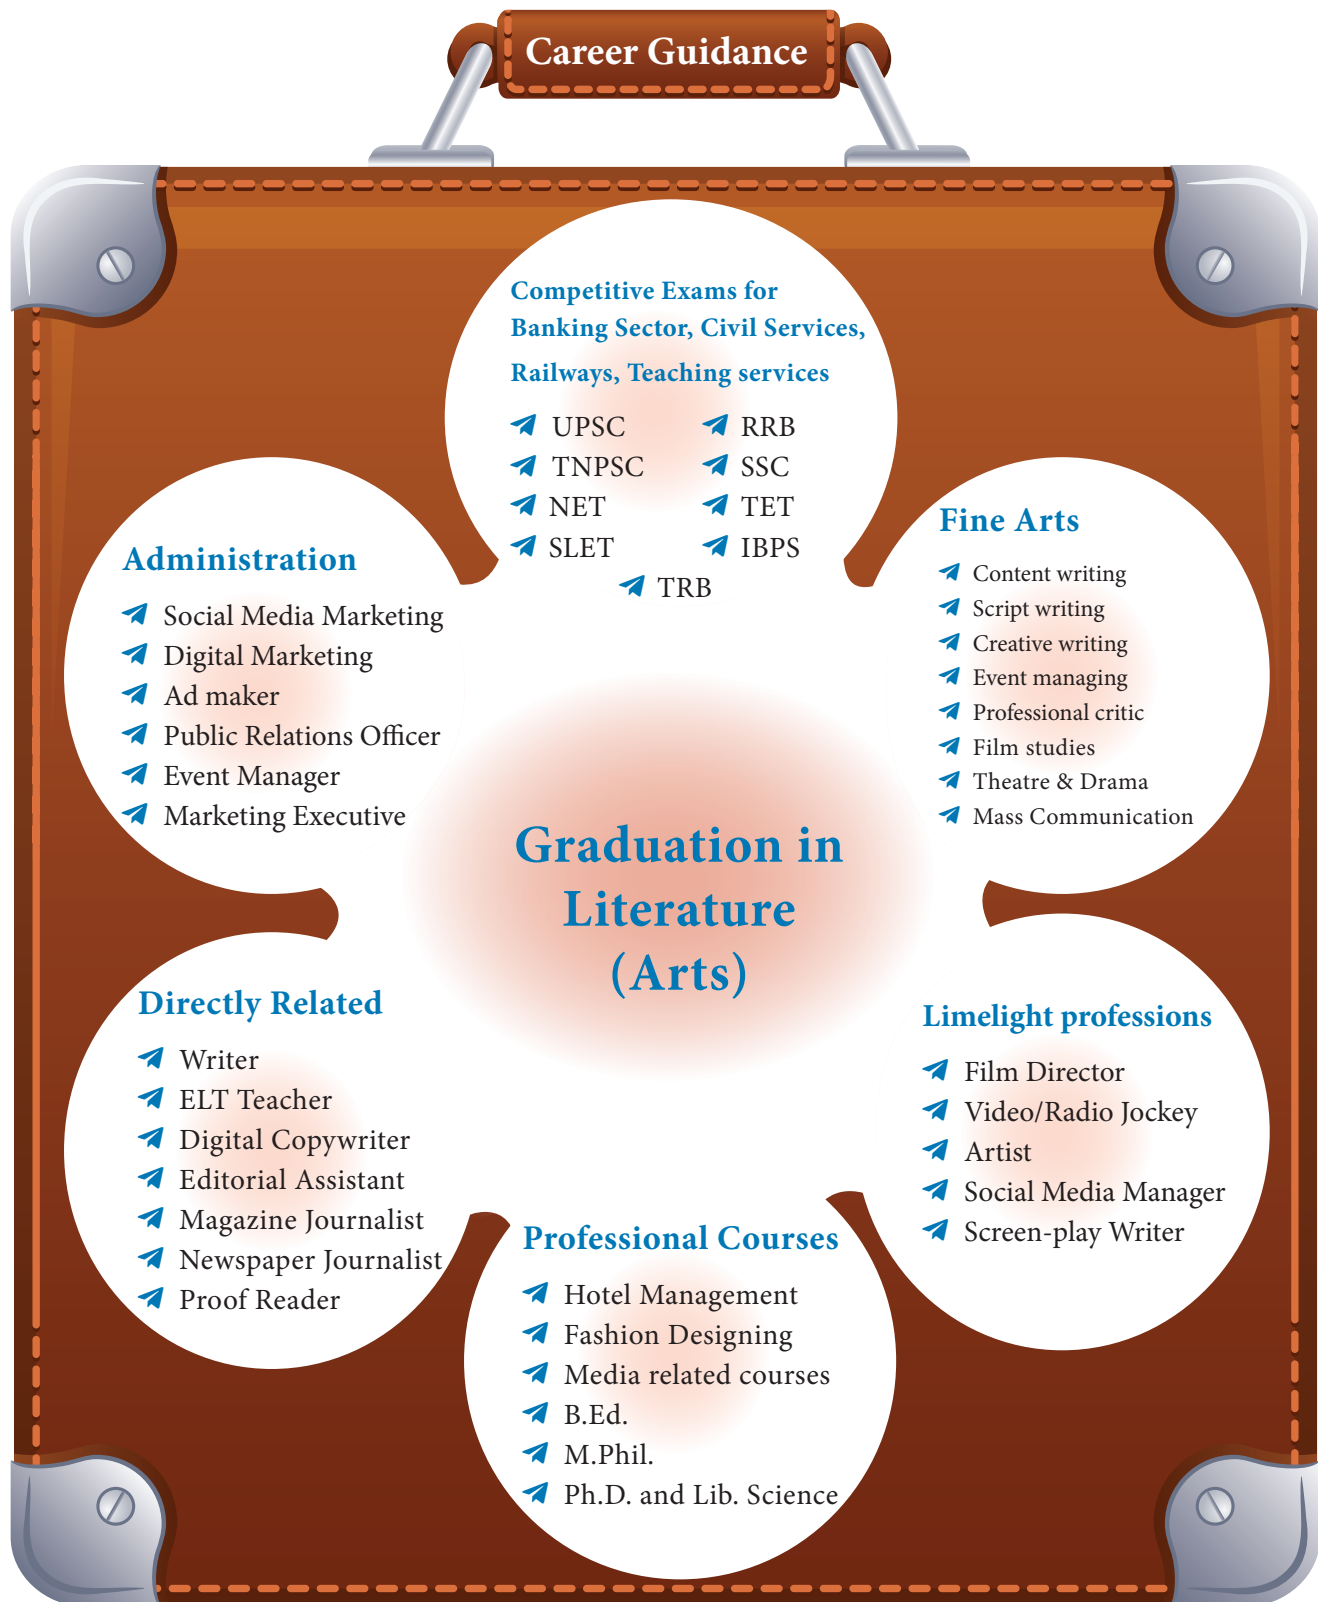 Career Guidance
Competitive Exams for
Banking Sector, Civil Services,
Railways, Teaching services
UPSC
TNPSC
NET
SLET
RRB
SSC
TET
IBPS
TRB
Administration
Social Media Marketing
Digital Marketing
Ad maker
Public Relations Officer
Event Manager
Marketing Executive
Fine Arts
Content writing
Script writing
Creative writing
Event managing
Professional critic
Film studies
Theatre & Drama
Mass Communication
Graduation in
Literature
(Arts)
Directly Related
Writer
ELT Teacher
Digital Copywriter
Editorial Assistant
Magazine Journalist
Newspaper Journalist
Proof Reader
Limelight professions
Film Director
Video/Radio Jockey
Artist
Social Media Manager
Screen-play Writer
Professional Courses
Hotel Management
Fashion Designing
Media related courses
B.Ed.
M.Phil.
Ph.D. and Lib. Science